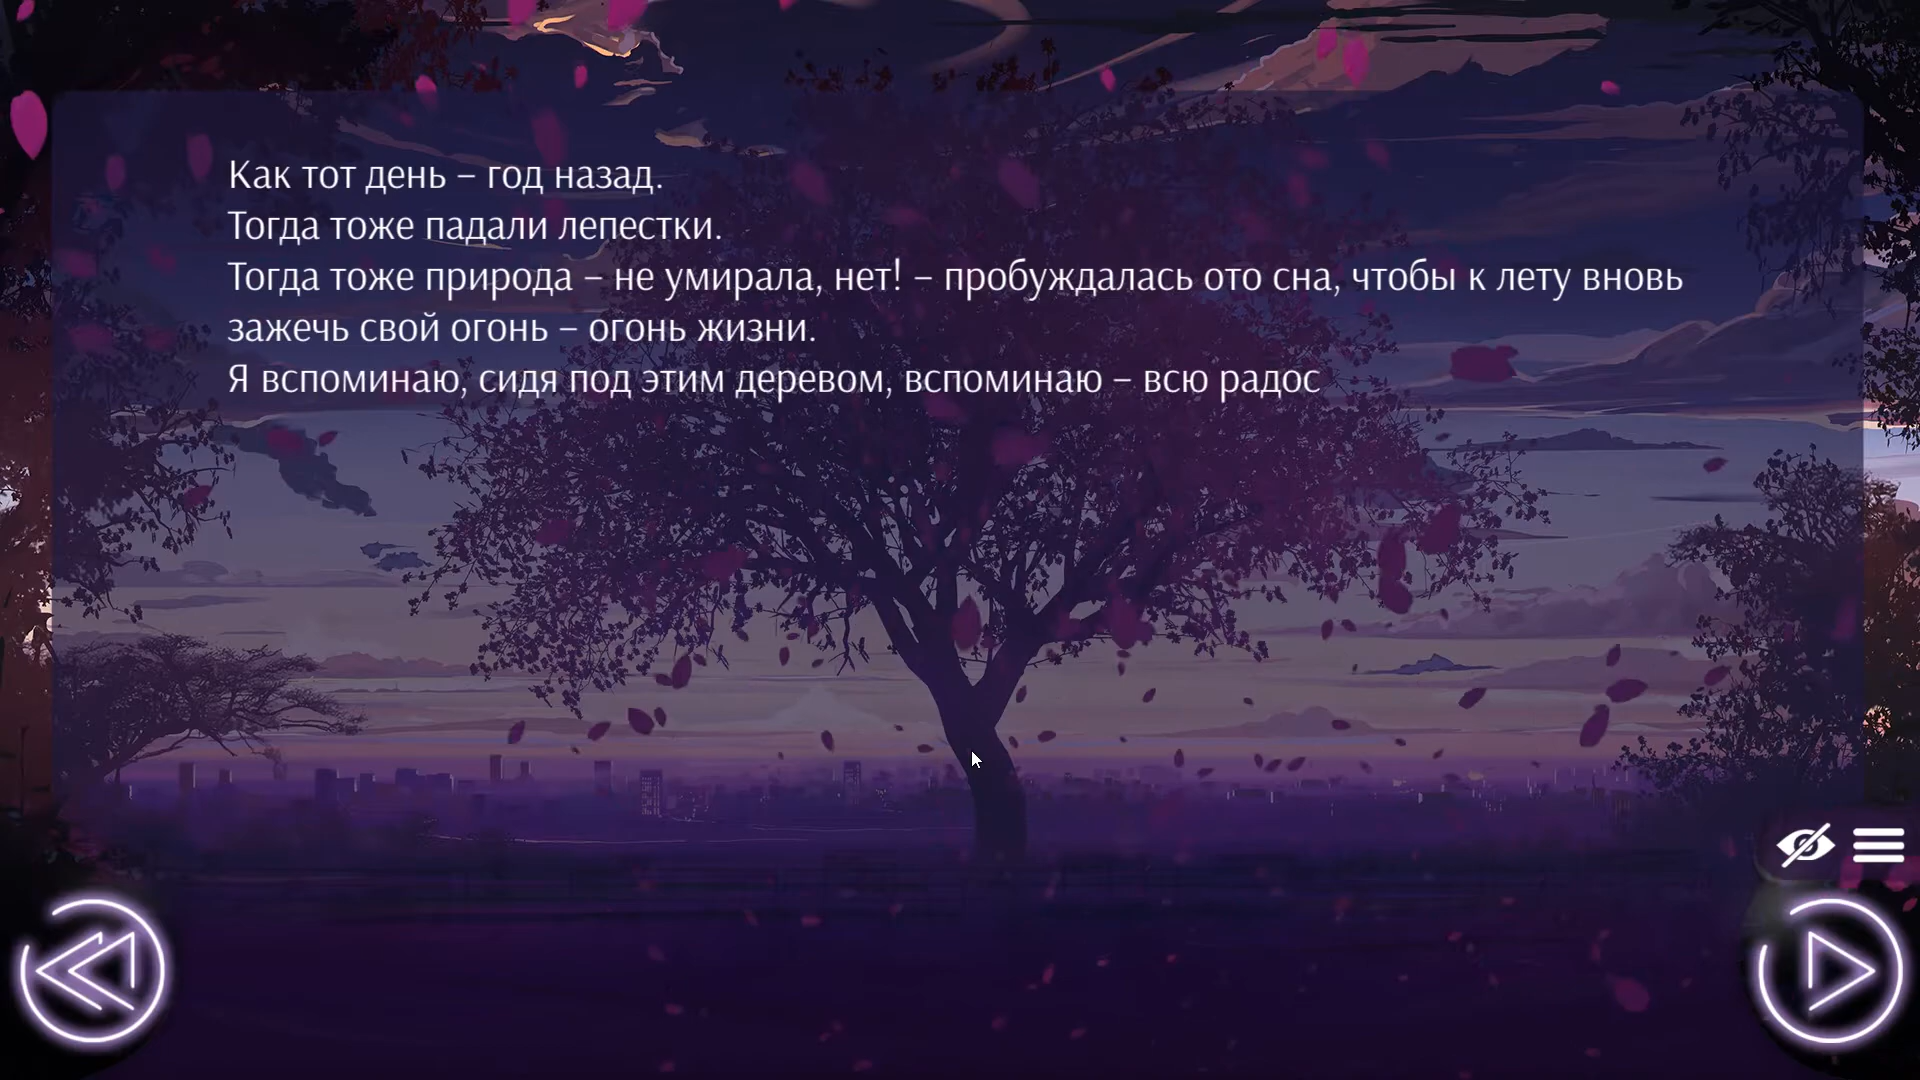 Как тот день – год назад.
Тогда тоже падали лепестки.
Тогда тоже природа – не умирала, нет! – пробуждалась ото сна, чтобы к лету вновь
зажечь свой огонь – огонь жизни.
Я вспоминаю, сидя под этим деревом, вспоминаю – всю радос